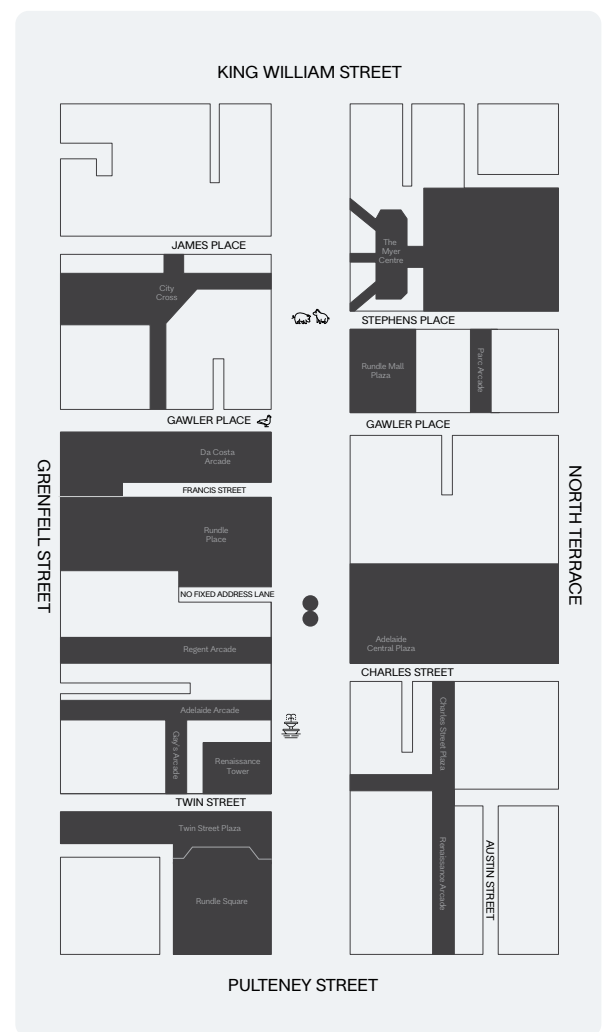 KING WILLIAM STREET
JAMES PLACE
The
Myer
Centre
City
Cross
STEPHENS PLACE
Rundle Mall
Plaza
Parc Arcade
GAWLER PLACE
GAWLER PLACE
Da Costa
Arcade
FRANCIS STREET
GRENFELL STREET
NORTH TERRACE
Rundle
Place
NO FIXED ADDRESS LANE
Regent Arcade
Adelaide
Central Plaza
CHARLES STREET
Adelaide Arcade
Gay's Arcade
Renaissance
Tower
Charles Street Plaza
TWIN STREET
Twin Street Plaza
Rundle Square
Renaissance Arcade
AUSTIN STREET
PULTENEY STREET